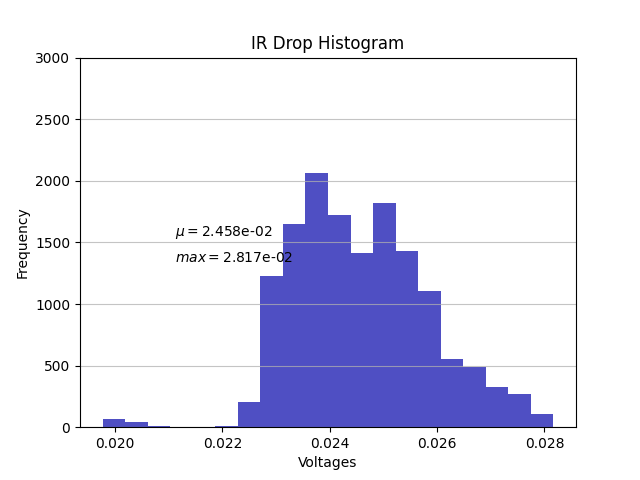 IR Drop Histogram
3000
2500
2000
1500
1000
500
0
Frequency
μ = 2.458e-02
max = 2.817e-02
0.020 0.022 0.024 0.026 0.028
Voltages